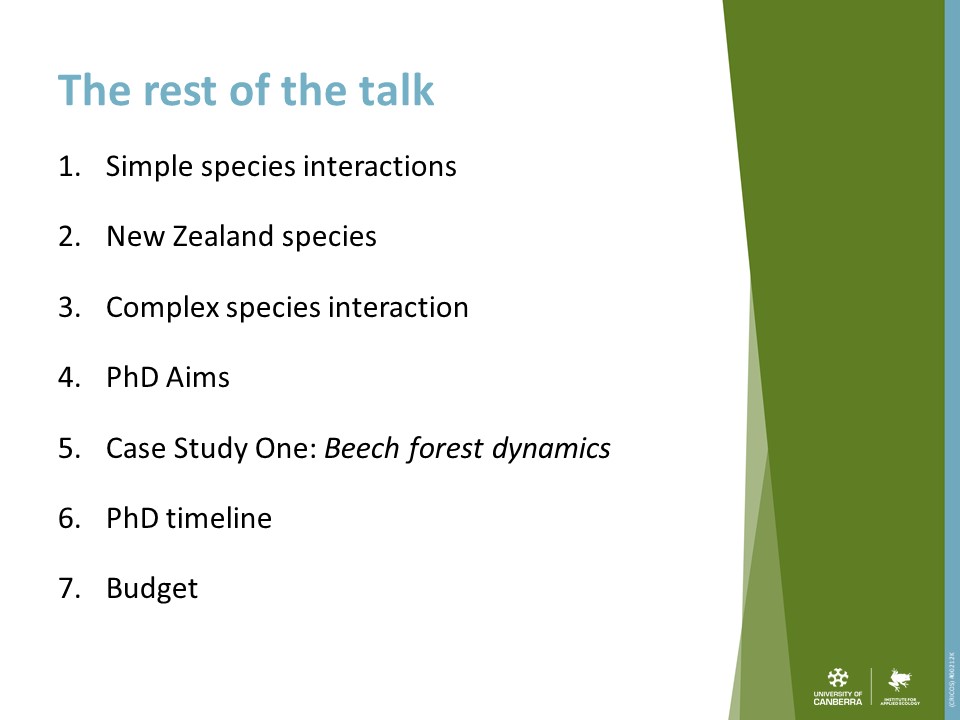 The rest of the talk
1. Simple species interactions
2. New Zealand species
3. Complex species interaction
4. PhD Aims
5. Case Study One: Beech forest dynamics
6. PhD timeline
7. Budget
UNIVERSITY OF
CANBERRA
INSTITUTE FOR
APPLIED ECOLOGY